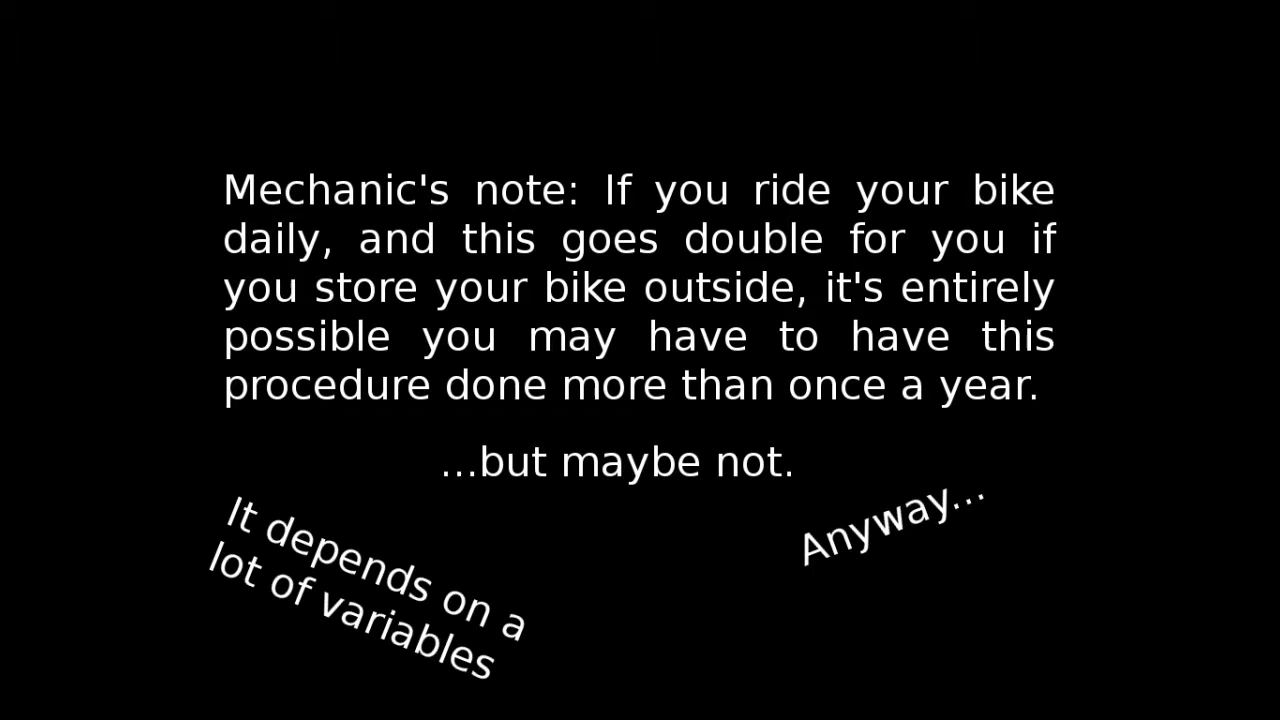 Mechanic's note: If you ride your bike
daily, and this goes double for you if
you store your bike outside, it's entirely
possible you may have to have this
procedure done more than once a year.
...but maybe not.
It depends on a
lot of variables
Anyway...